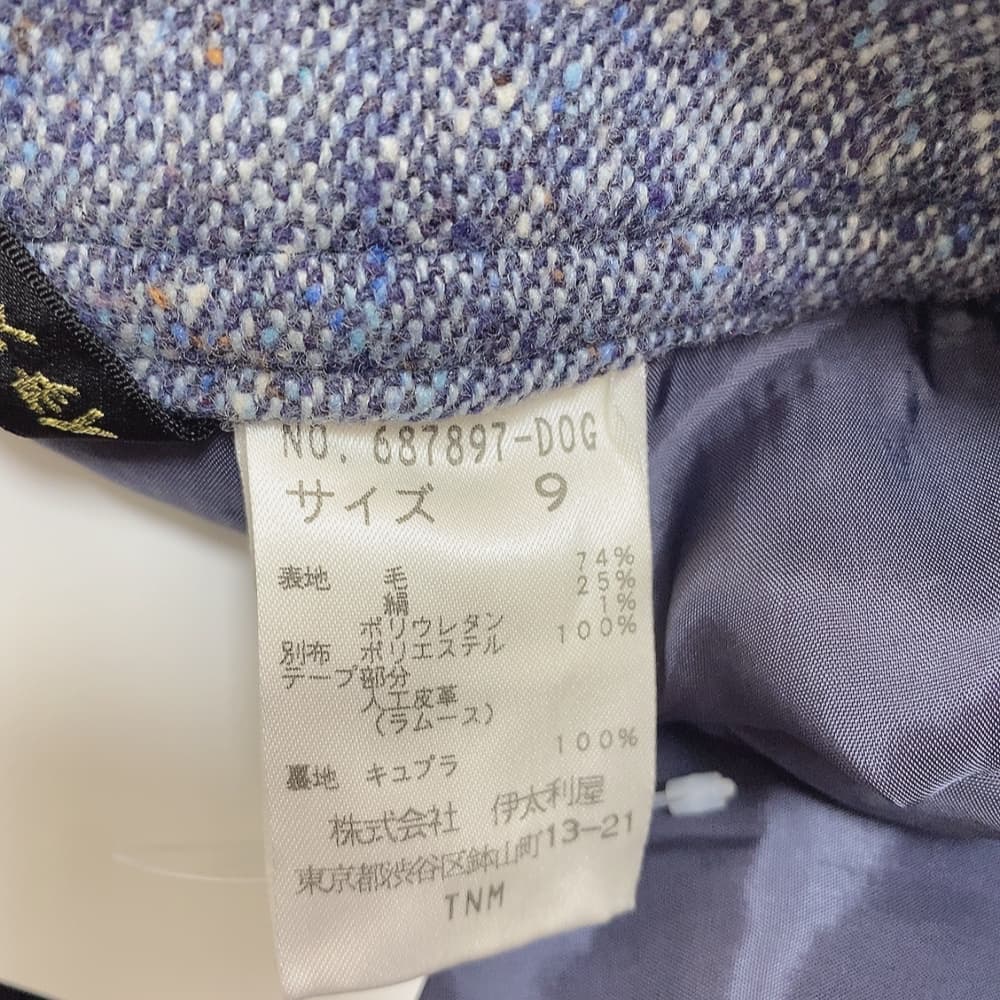 NO. 687897-DOG
サイズ 9
表地 毛 74%
絹 25%
ポリウレタン 1%
別布 ポリエステル 100%
テープ部分
人工皮革
(ラムース)
裏地 キュプラ 100%
株式会社 伊太利屋
東京都渋谷区鉢山町13-21
TNM